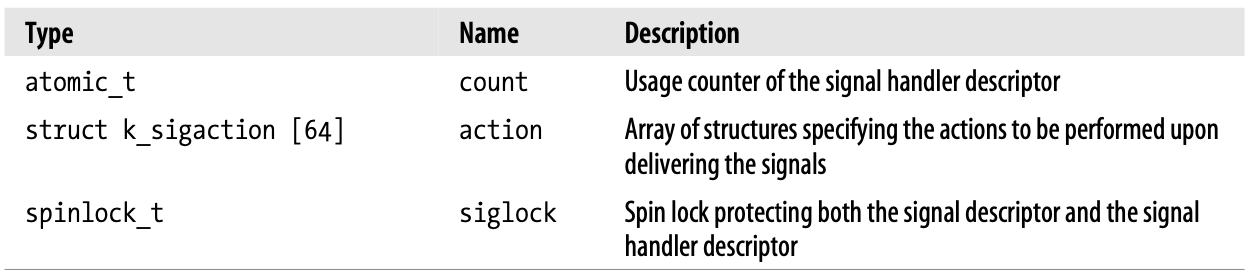 Type Name Description
atomic_t count Usage counter of the signal handler descriptor
struct k_sigaction [64] action Array of structures specifying the actions to be performed upon
delivering the signals
spinlock_t siglock Spin lock protecting both the signal descriptor and the signal
handler descriptor